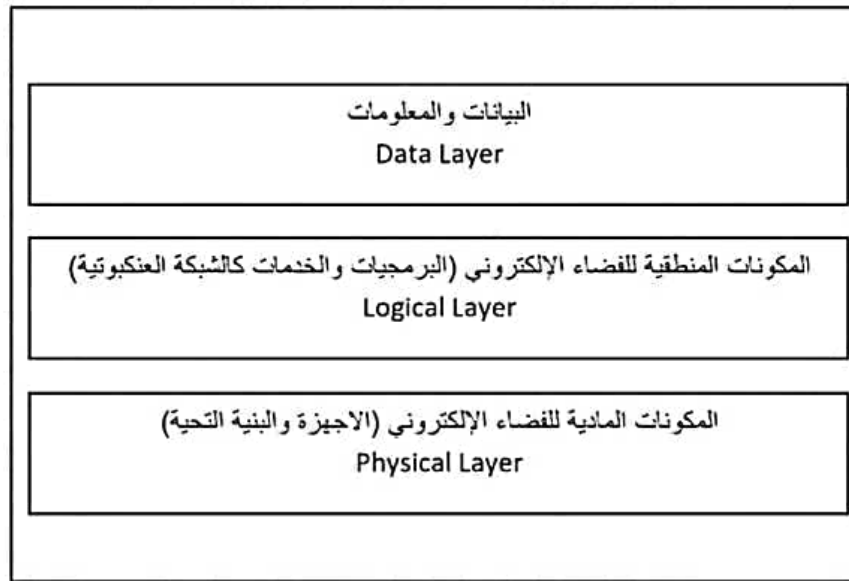 البيانات والمعلومات
Data Layer
المكونات المنطقية للفضاء الإلكتروني (البرمجيات والخدمات كالشبكة العنكبوتية)
Logical Layer
المكونات المادية للفضاء الإلكتروني (الاجهزة والبنية التحية)
Physical Layer